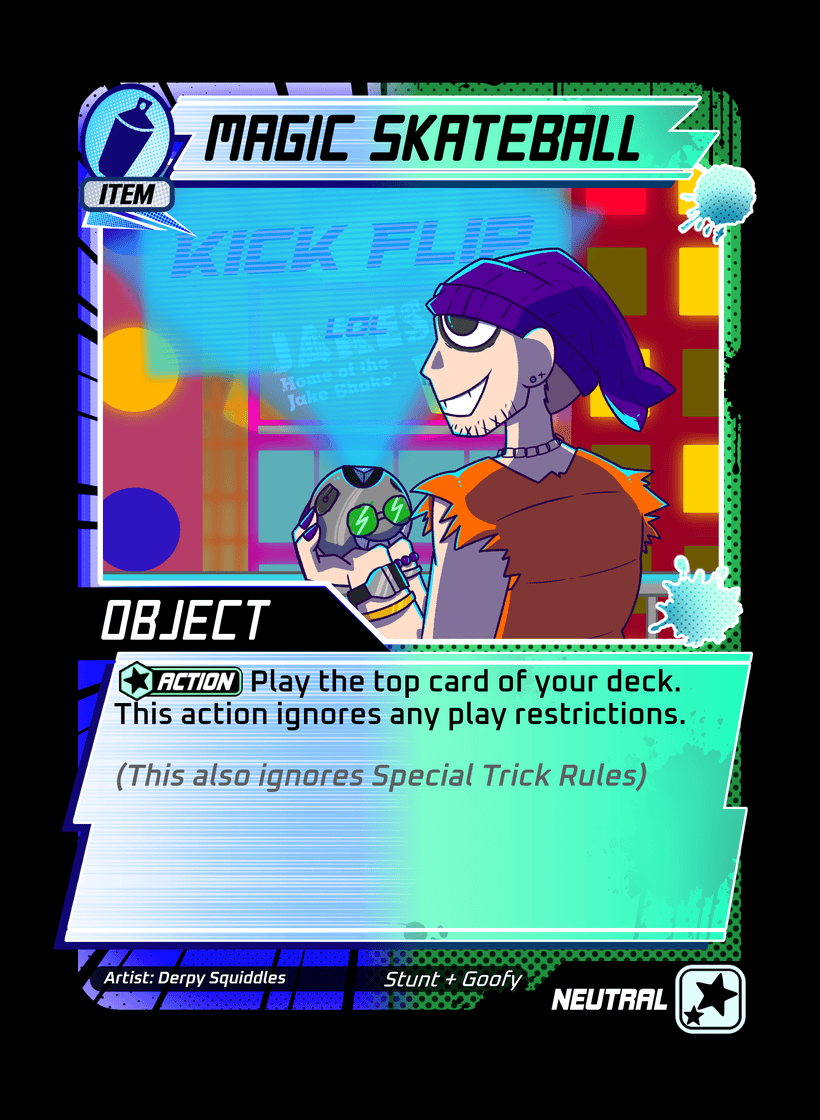 MAGIC SKATEBALL
ITEM
KICK FLIP
LOL
JAKES
Home of the
Jake Shake
OBJECT
ACTION Play the top card of your deck.
This action ignores any play restrictions.
(This also ignores Special Trick Rules)
Artist: Derpy Squiddles
Stunt + Goofy
NEUTRAL